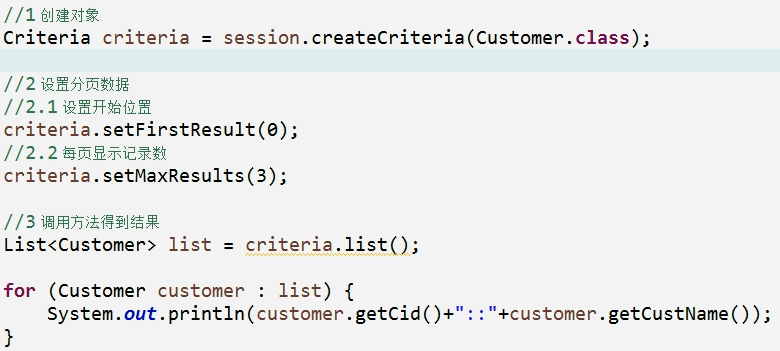 //1 创建对象
Criteria criteria = session.createCriteria(Customer.class);
//2 设置分页数据
//2.1 设置开始位置
criteria.setFirstResult(0);
//2.2 每页显示记录数
criteria.setMaxResults(3);
//3 调用方法得到结果
List<Customer> list = criteria.list();
for (Customer customer : list) {
    System.out.println(customer.getCid()+"::"+customer.getCustName());
}